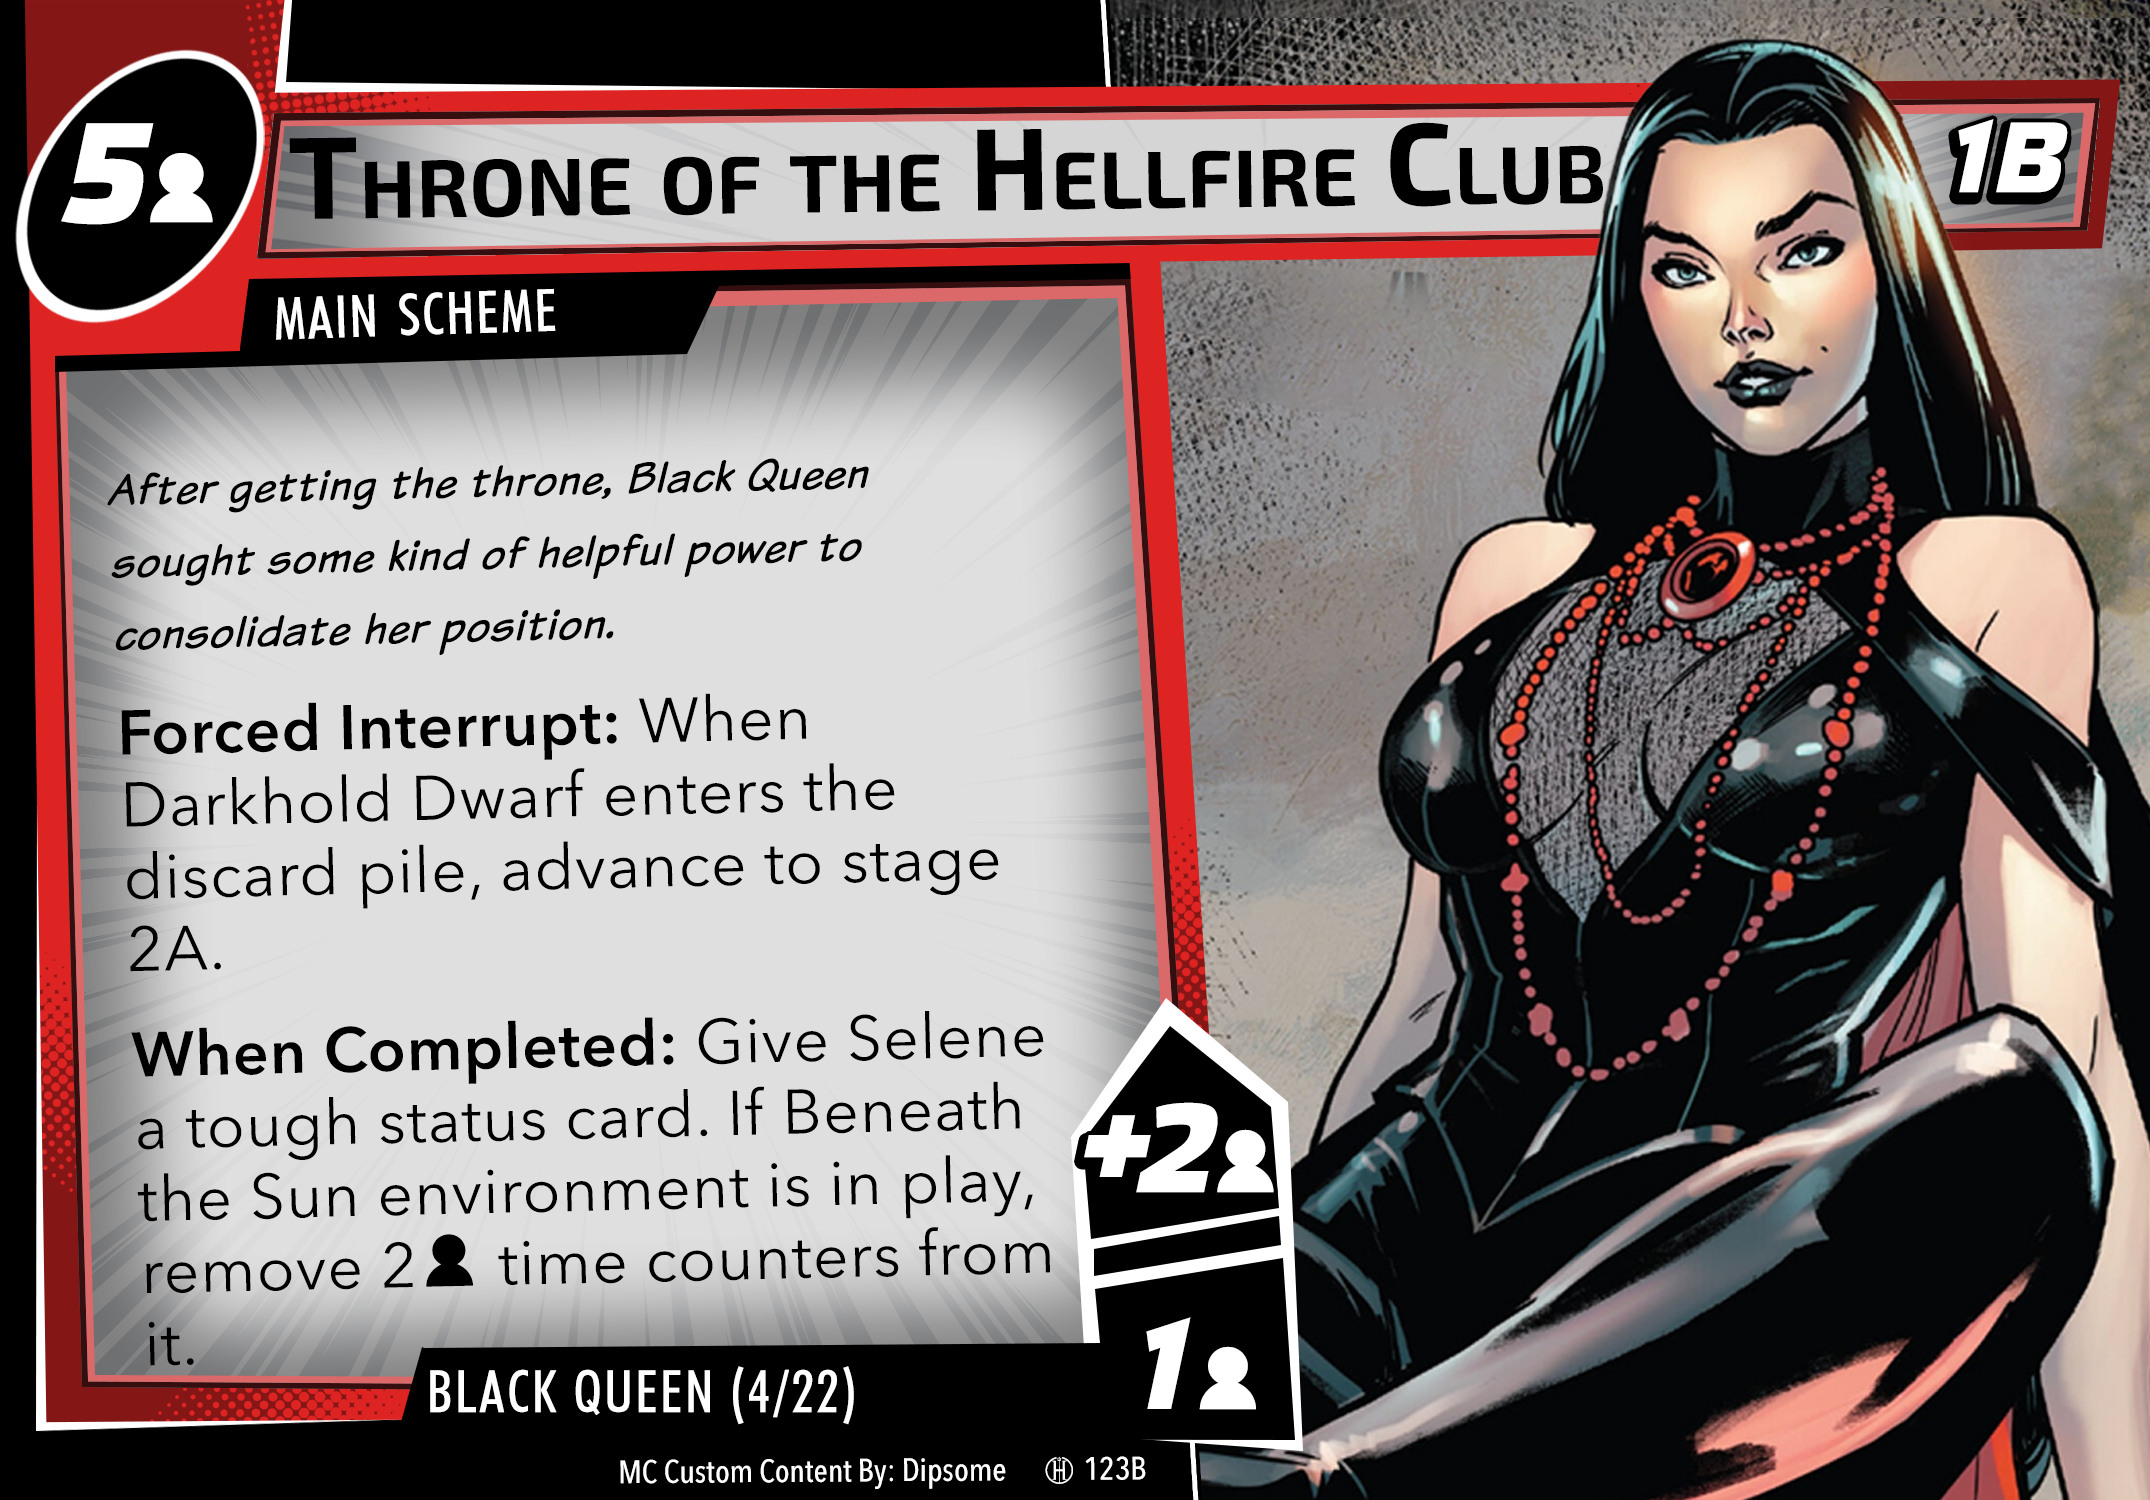 5
THRONE OF THE HELLFIRE CLUB
1B
MAIN SCHEME
After getting the throne, Black Queen
sought some kind of helpful power to
consolidate her position.
Forced Interrupt: When
Darkhold Dwarf enters the
discard pile, advance to stage
2A.
When Completed: Give Selene
a tough status card. If Beneath
the Sun environment is in play,
remove 2 time counters from
it.
+2
1
BLACK QUEEN (4/22)
MC Custom Content By: Dipsome
H 123B